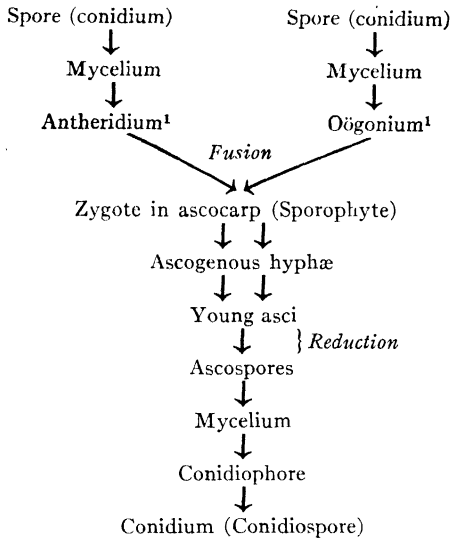 Spore (conidium) Spore (conidium)
Mycelium Mycelium
Antheridium¹ Oögonium¹
Fusion
Zygote in ascocarp (Sporophyte)
Ascogenous hyphæ
Young asci
} Reduction
Ascospores
Mycelium
Conidiophore
Conidium (Conidiospore)